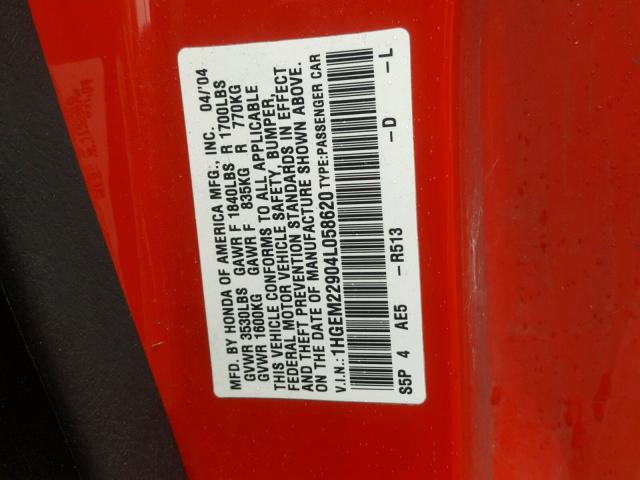 MFD. BY HONDA OF AMERICA MFG., INC. 04/'04
GVWR 3530LBS GAWR F 1840LBS R 1700LBS
GVWR 1600KG GAWR F 835KG R 770KG
THIS VEHICLE CONFORMS TO ALL APPLICABLE
FEDERAL MOTOR VEHICLE SAFETY, BUMPER,
AND THEFT PREVENTION STANDARDS IN EFFECT
ON THE DATE OF MANUFACTURE SHOWN ABOVE.
V.I.N.:1HGEM22904L058620 TYPE:PASSENGER CAR
S5P 4 AE5 -R513 -D -L